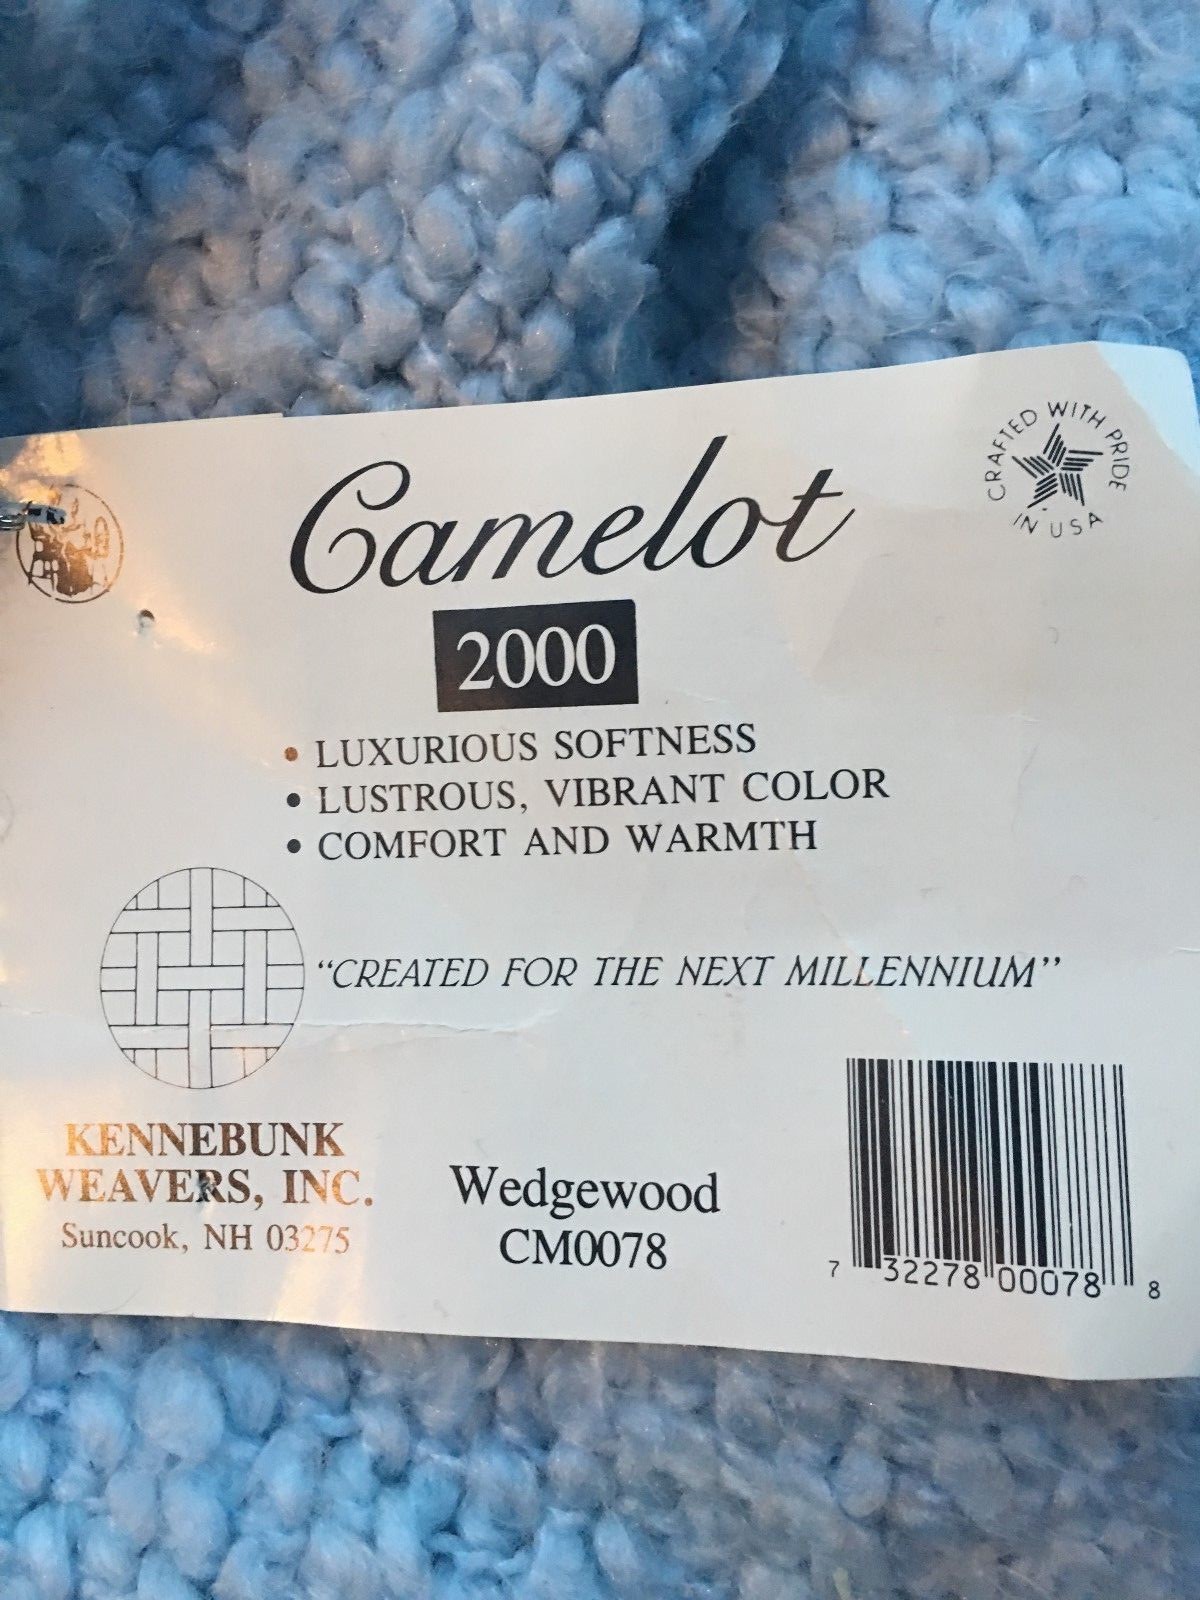 CRAFTED WITH PRIDE
IN USA
Camelot
2000
• LUXURIOUS SOFTNESS
• LUSTROUS, VIBRANT COLOR
• COMFORT AND WARMTH
“CREATED FOR THE NEXT MILLENNIUM”
KENNEBUNK
WEAVERS, INC.
Suncook, NH 03275
Wedgewood
CM0078
7 32278 00078 8